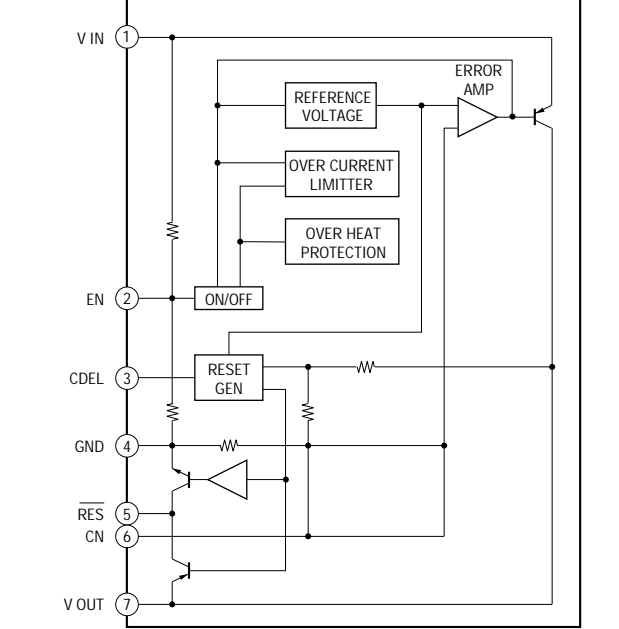 V IN 1
ERROR
AMP
REFERENCE
VOLTAGE
OVER CURRENT
LIMITTER
OVER HEAT
PROTECTION
EN 2
ON/OFF
CDEL 3
RESET
GEN
GND 4
RES 5
CN 6
V OUT 7